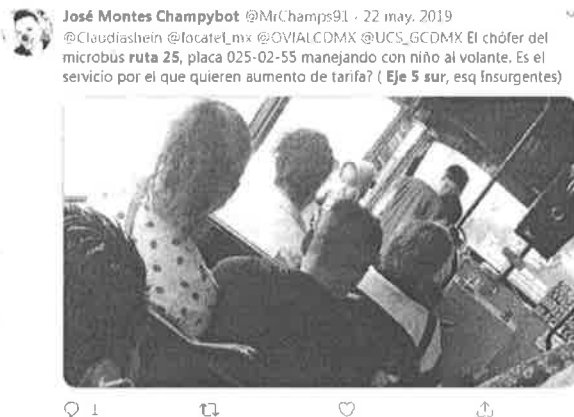 José Montes Champybot @MrChamps91 · 22 may. 2019
@Claudiashein @locatel_mx @OVIALCDMX @UCS_GCDMX El chófer del
microbús ruta 25, placa 025-02-55 manejando con niño al volante. Es el
servicio por el que quieren aumento de tarifa? ( Eje 5 sur, esq Insurgentes)
1